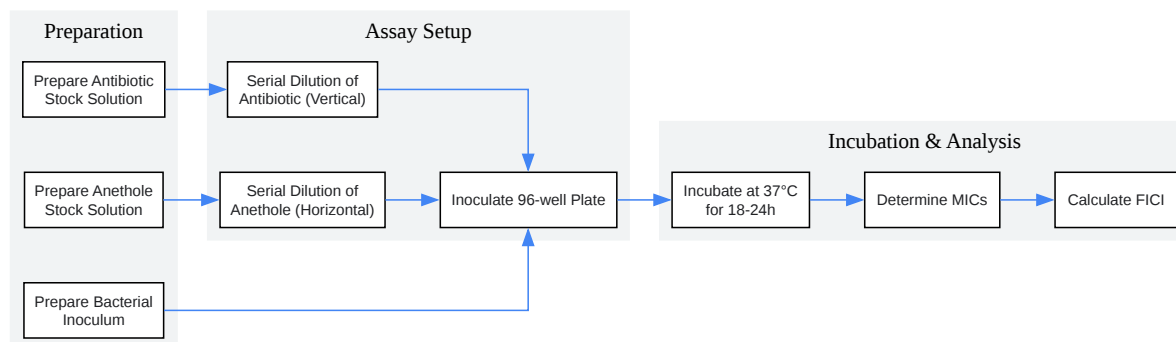 Preparation
Prepare Antibiotic
Stock Solution
Prepare Anethole
Stock Solution
Prepare Bacterial
Inoculum
Assay Setup
Serial Dilution of
Antibiotic (Vertical)
Serial Dilution of
Anethole (Horizontal)
Inoculate 96-well Plate
Incubation & Analysis
Incubate at 37°C
for 18-24h
Determine MICs
Calculate FICI